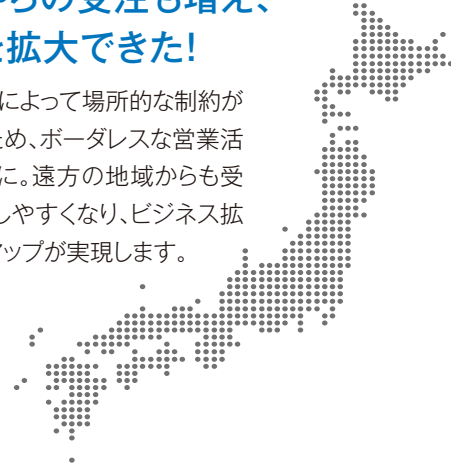 らの受注も増え、
拡大できた!
によって場所的な制約が
ため、ボーダレスな営業活
に。遠方の地域からも受
しやすくなり、ビジネス拡
アップが実現します。